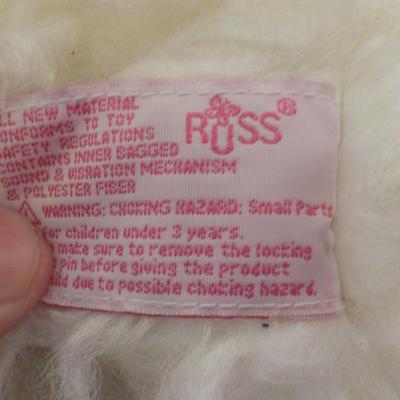 LL NEW MATERIAL
ONFORMS TO TOY
AFETY REGULATIONS
CONTAINS INNER BAGGED
SOUND & VIBRATION MECHANISM
& POLYESTER FIBER
RUSS®
WARNING: CHOKING HAZARD: Small Parts
for children under 3 years.
make sure to remove the locking
pin before giving the product
ild due to possible choking hazard.